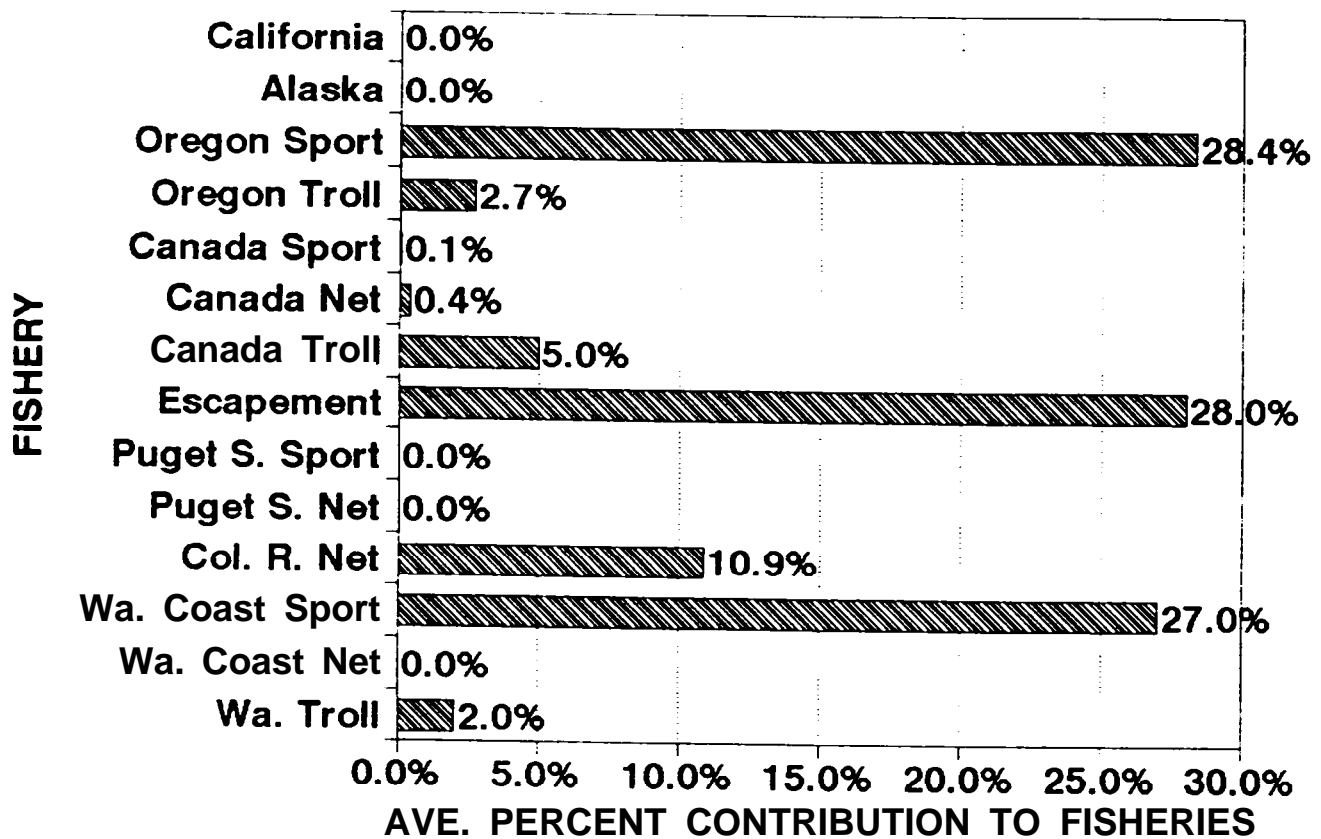 California 0.0%
Alaska 0.0%
Oregon Sport 28.4%
Oregon Troll 2.7%
Canada Sport 0.1%
Canada Net 0.4%
Canada Troll 5.0%
Escapement 28.0%
Puget S. Sport 0.0%
Puget S. Net 0.0%
Col. R. Net 10.9%
Wa. Coast Sport 27.0%
Wa. Coast Net 0.0%
Wa. Troll 2.0%
FISHERY
0.0% 5.0% 10.0% 15.0% 20.0% 25.0% 30.0%
AVE. PERCENT CONTRIBUTION TO FISHERIES